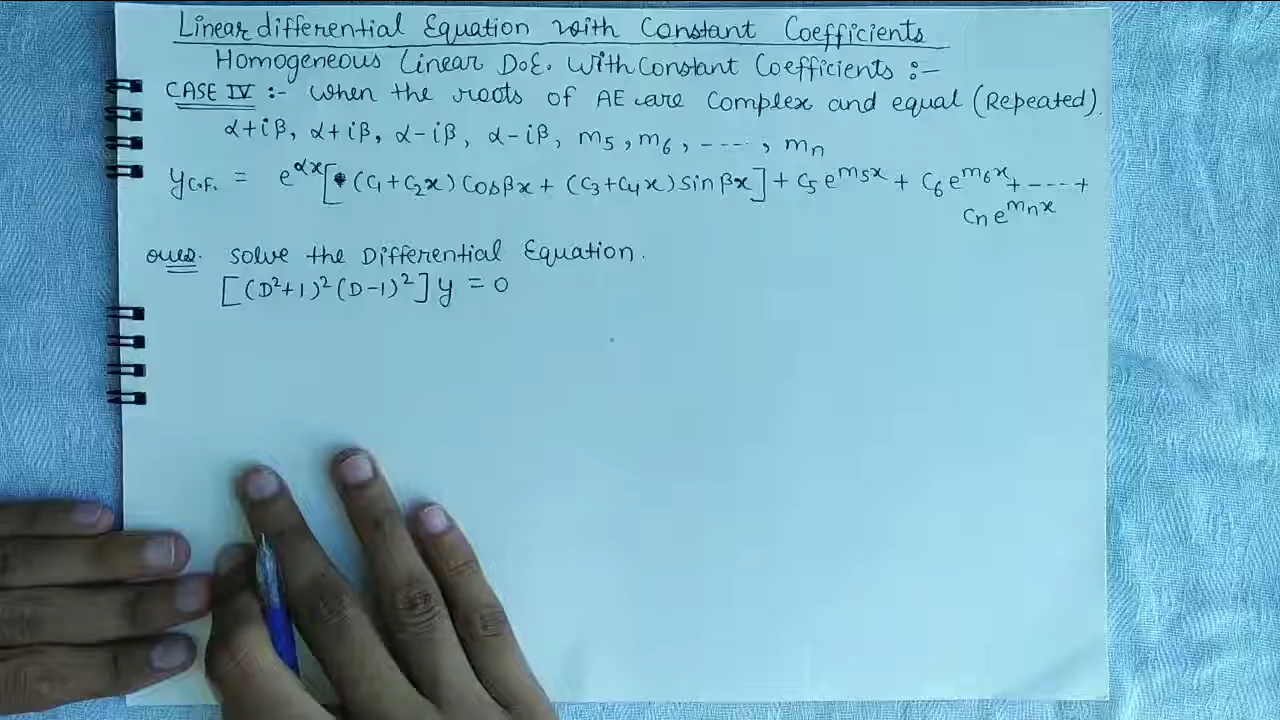 Linear differential Equation with Constant Coefficients
Homogeneous Linear D.E. With Constant Coefficients :-
CASE IV :- When the roots of AE are Complex and equal (Repeated).
α+iβ, α+iβ, α-iβ, α-iβ, m₅, m₆, ----, mₙ
y_C.F. = e^αx [(C₁+C₂x) Cosβx + (C₃+C₄x) Sinβx] + C₅e^m₅x + C₆e^m₆x + ---- +
Cₙe^mₙx
Ques. Solve the Differential Equation.
[(D²+1)²(D-1)²]y = 0